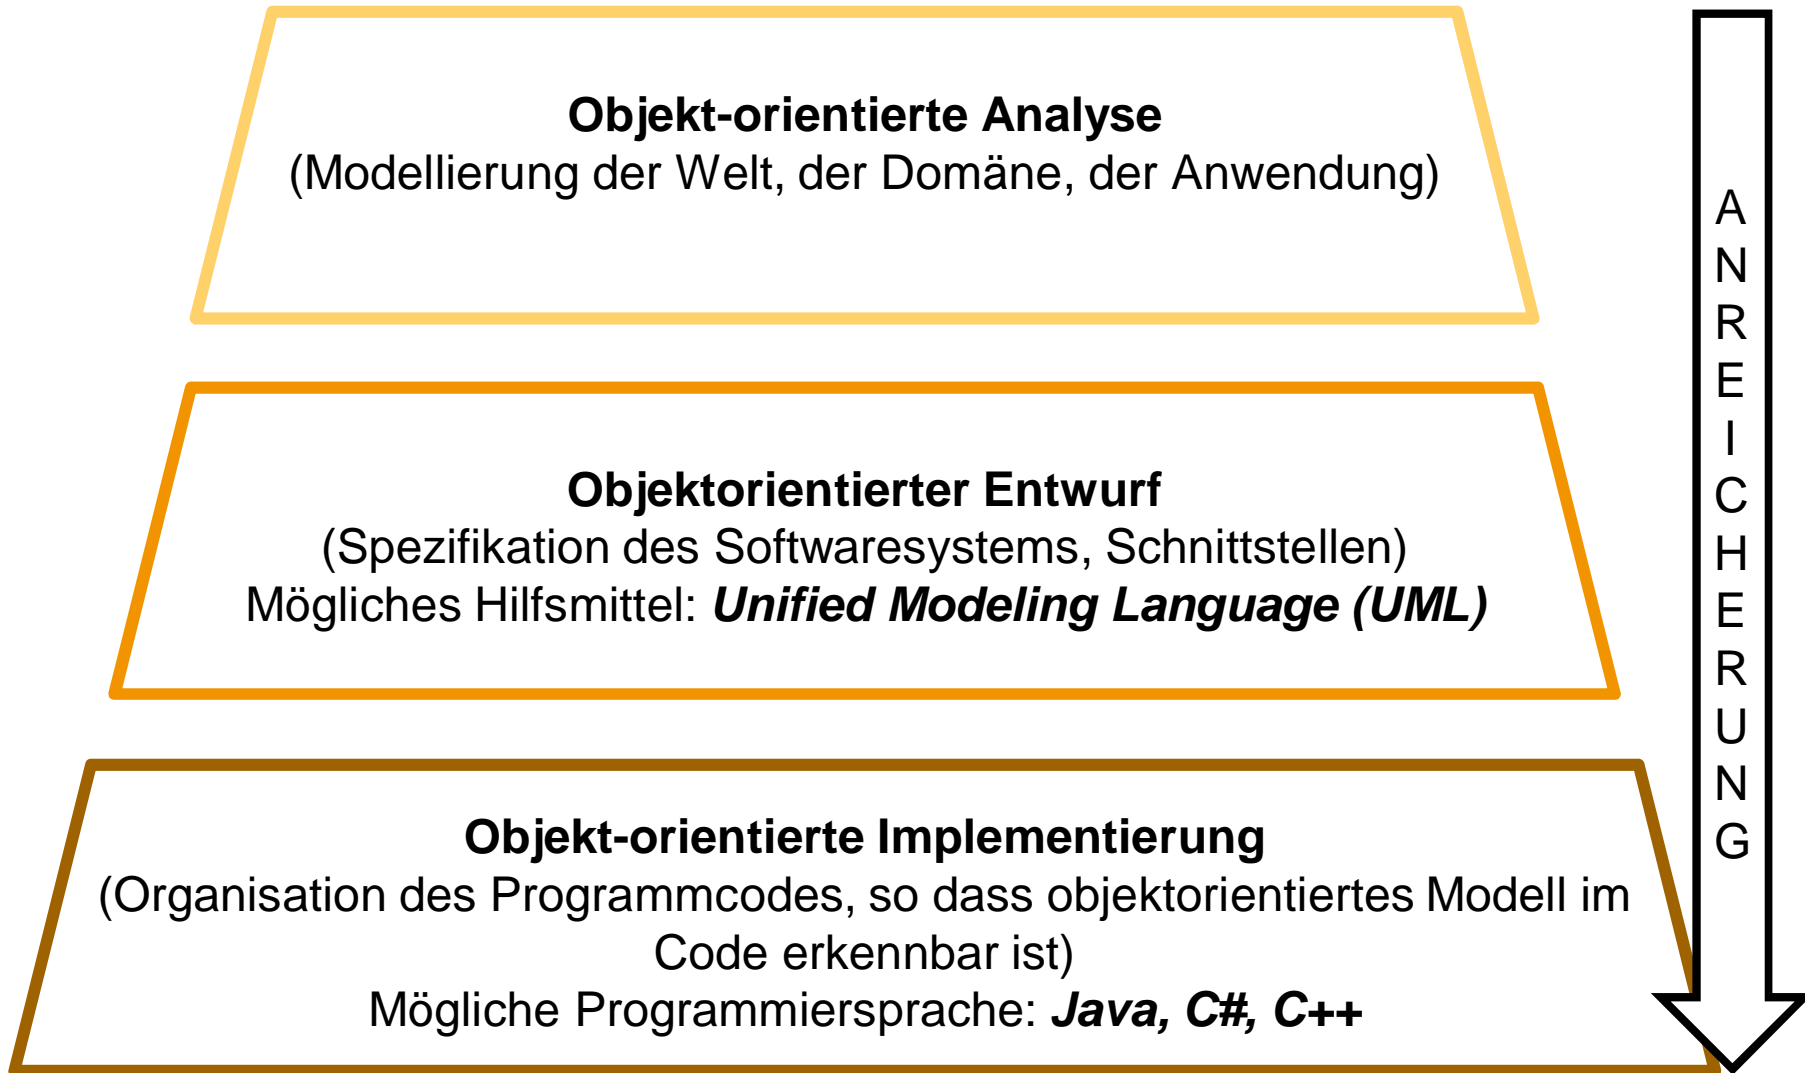 Objekt-orientierte Analyse
(Modellierung der Welt, der Domäne, der Anwendung)
Objektorientierter Entwurf
(Spezifikation des Softwaresystems, Schnittstellen)
Mögliches Hilfsmittel: Unified Modeling Language (UML)
Objekt-orientierte Implementierung
(Organisation des Programmcodes, so dass objektorientiertes Modell im
Code erkennbar ist)
Mögliche Programmiersprache: Java, C#, C++
A
N
R
E
I
C
H
E
R
U
N
G